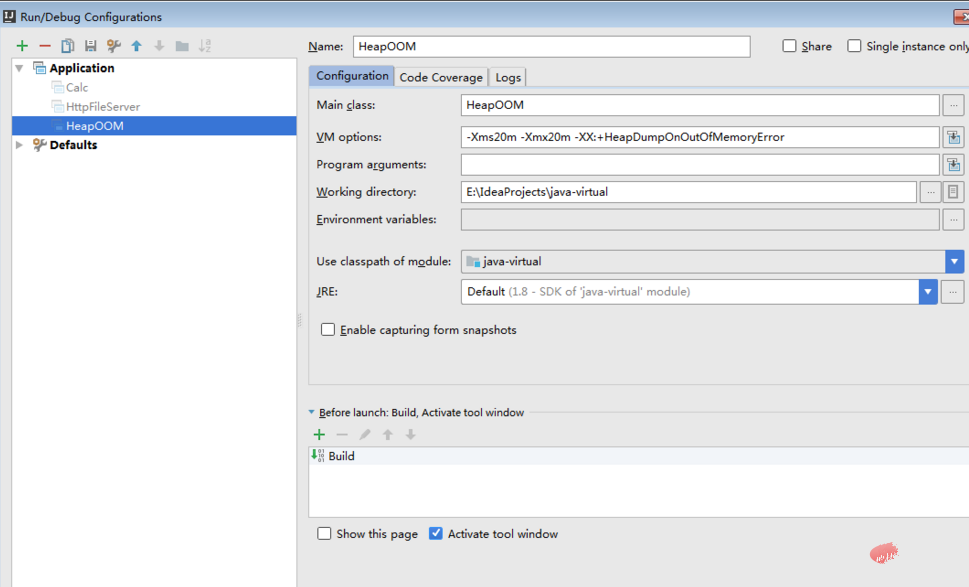 Run/Debug Configurations
Name: HeapOOM Share Single instance only
Application
Calc
HttpFileServer
HeapOOM
Defaults
Configuration Code Coverage Logs
Main class: HeapOOM
VM options: -Xms20m -Xmx20m -XX:+HeapDumpOnOutOfMemoryError
Program arguments:
Working directory: E:\IdeaProjects\java-virtual
Environment variables:
Use classpath of module: java-virtual
JRE: Default (1.8 - SDK of 'java-virtual' module)
Enable capturing form snapshots
Before launch: Build, Activate tool window
Build
Show this page Activate tool window